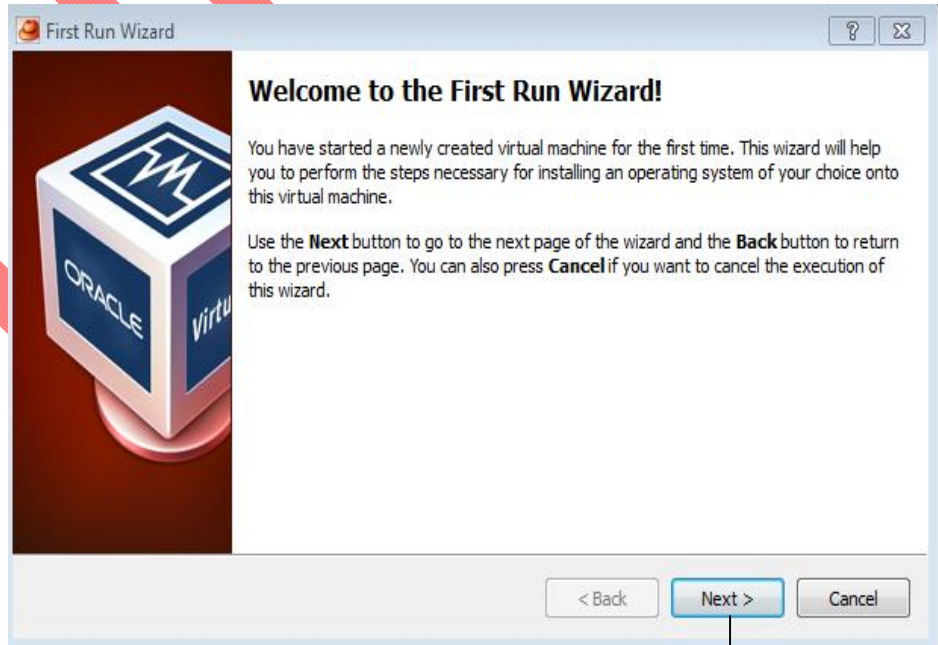 First Run Wizard
Welcome to the First Run Wizard!
You have started a newly created virtual machine for the first time. This wizard will help
you to perform the steps necessary for installing an operating system of your choice onto
this virtual machine.
Use the Next button to go to the next page of the wizard and the Back button to return
to the previous page. You can also press Cancel if you want to cancel the execution of
this wizard.
ORACLE
Virtu
< Back
Next >
Cancel